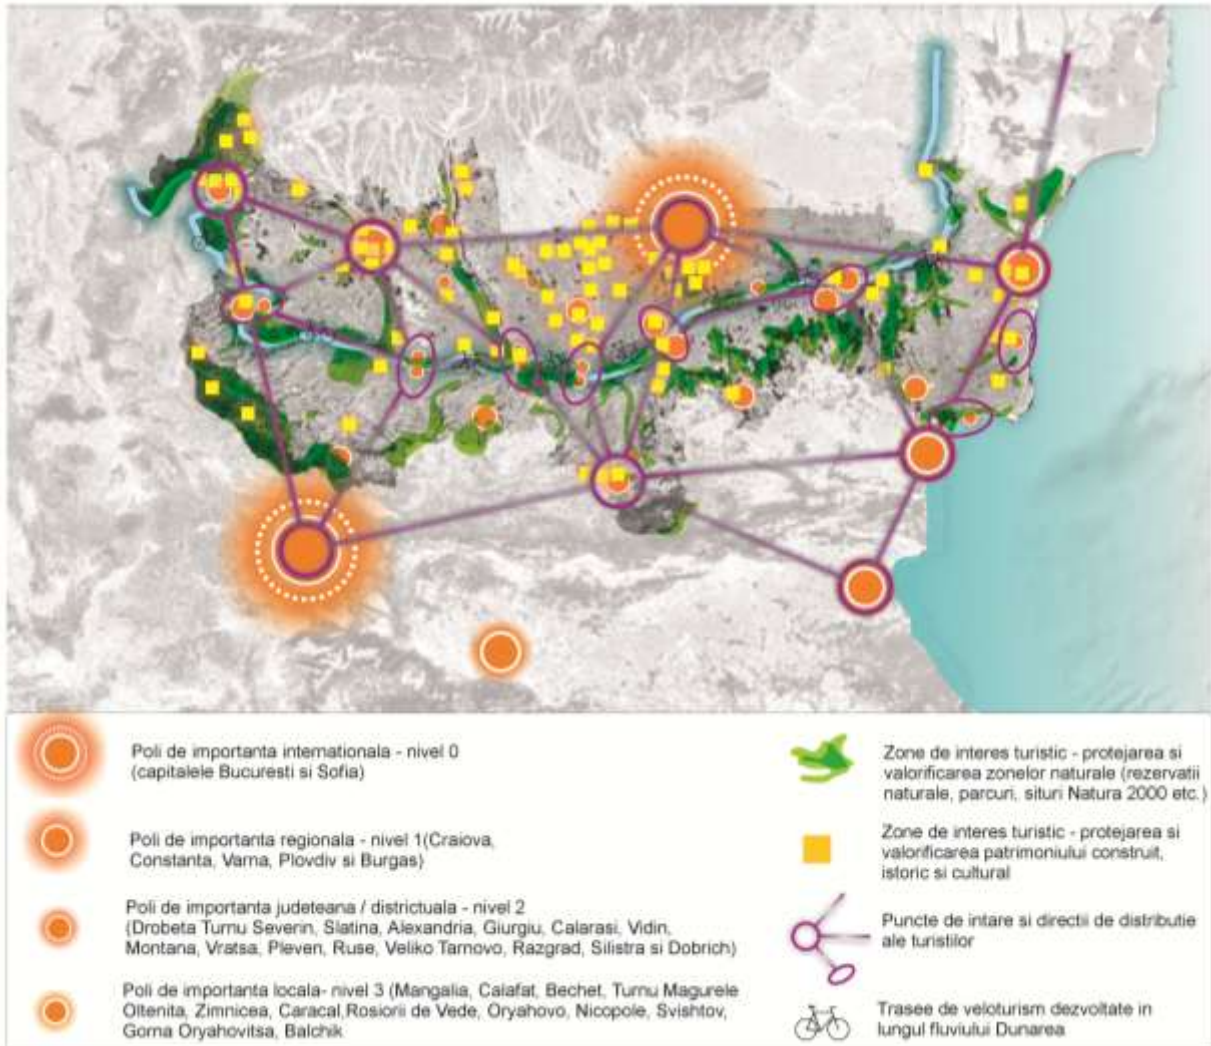 Poli de importanta internationala - nivel 0
(capitalele Bucuresti si Sofia)
Poli de importanta regionala - nivel 1(Craiova,
Constanta, Varna, Plovdiv si Burgas)
Poli de importanta judeteana / districtuala - nivel 2
(Drobeta Turnu Severin, Slatina, Alexandria, Giurgiu, Calarasi, Vidin,
Montana, Vratsa, Pleven, Ruse, Veliko Tarnovo, Razgrad, Silistra si Dobrich)
Poli de importanta locala- nivel 3 (Mangalia, Calafat, Bechet, Turnu Magurele
Oltenita, Zimnicea, Caracal,Rosiorii de Vede, Oryahovo, Nicopole, Svishtov,
Gorna Oryahovitsa, Balchik
Zone de interes turistic - protejarea si
valorificarea zonelor naturale (rezervatii
naturale, parcuri, situri Natura 2000 etc.)
Zone de interes turistic - protejarea si
valorificarea patrimoniului construit,
istoric si cultural
Puncte de intare si directii de distributie
ale turistilor
Trasee de veloturism dezvoltate in
lungul fluviului Dunarea